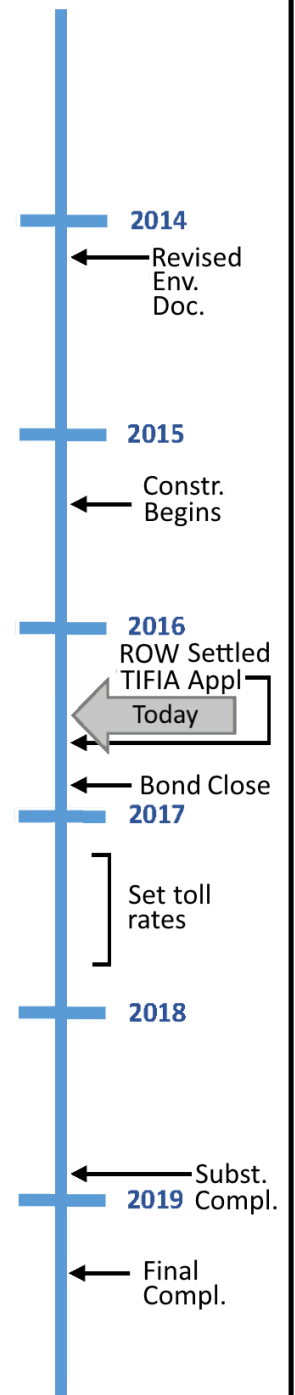 2014
Revised
Env.
Doc.
2015
Constr.
Begins
2016
ROW Settled
TIFIA Appl
Today
Bond Close
2017
Set toll
rates
2018
Subst.
2019 Compl.
Final
Compl.